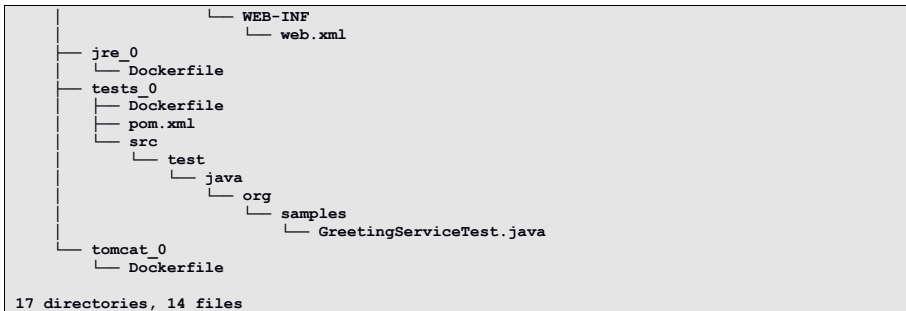 │                   └── WEB-INF
│                       └── web.xml
├── jre_0
│   └── Dockerfile
├── tests_0
│   ├── Dockerfile
│   ├── pom.xml
│   └── src
│       └── test
│           └── java
│               └── org
│                   └── samples
│                       └── GreetingServiceTest.java
└── tomcat_0
    └── Dockerfile
17 directories, 14 files